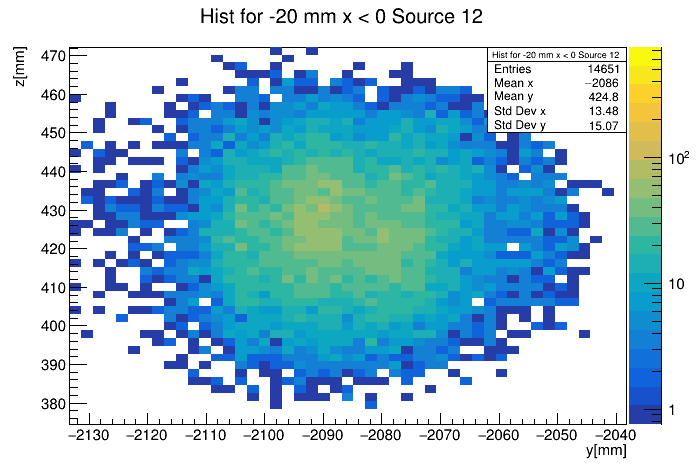 Hist for -20 mm x < 0 Source 12
z[mm]
470
460
450
440
430
420
410
400
390
380
Hist for -20 mm x < 0 Source 12
Entries 14651
Mean x −2086
Mean y 424.8
Std Dev x 13.48
Std Dev y 15.07
10²
10
1
−2130 −2120 −2110 −2100 −2090 −2080 −2070 −2060 −2050 −2040
y[mm]